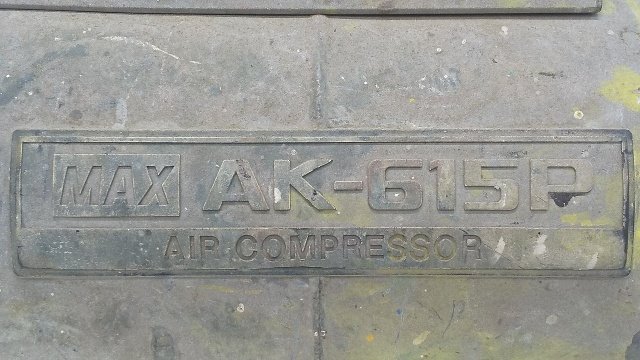 MAX AK-615P
AIR COMPRESSOR